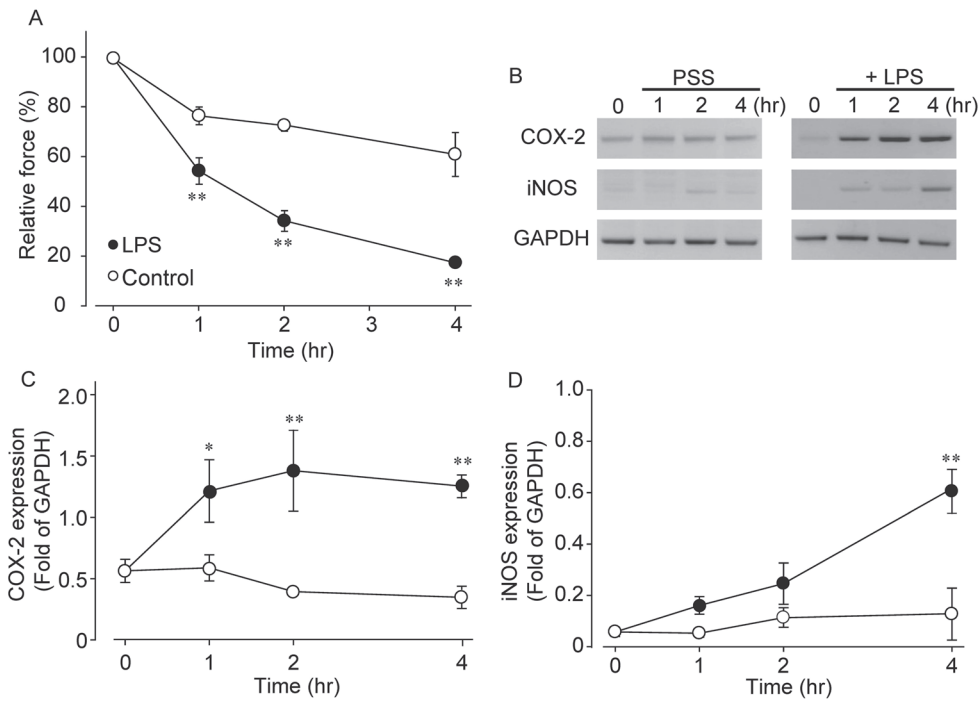 A
100
80
60
40
20
0
Relative force (%)
LPS
Control
0 1 2 3 4
Time (hr)
**
**
**
B
PSS + LPS
0 1 2 4 (hr) 0 1 2 4 (hr)
COX-2
iNOS
GAPDH
C
2.0
1.5
1.0
0.5
0
COX-2 expression
(Fold of GAPDH)
*
**
**
0 1 2 4
Time (hr)
D
1.0
0.8
0.6
0.4
0.2
0
iNOS expression
(Fold of GAPDH)
**
0 1 2 4
Time (hr)